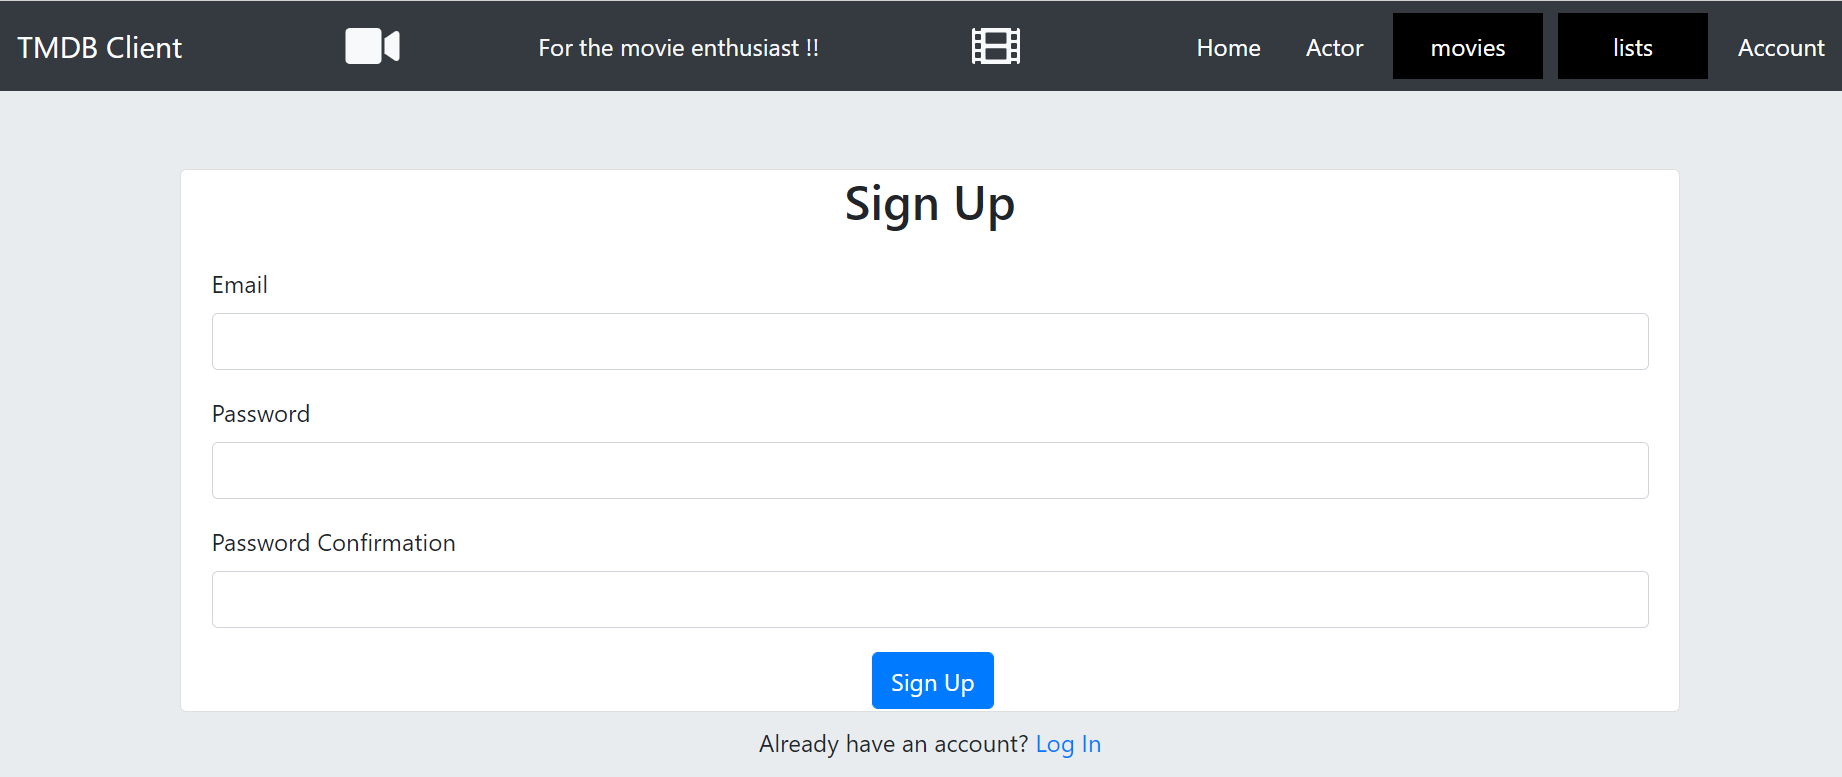 TMDB Client For the movie enthusiast !! Home Actor movies lists Account
Sign Up
Email
Password
Password Confirmation
Sign Up
Already have an account? Log In